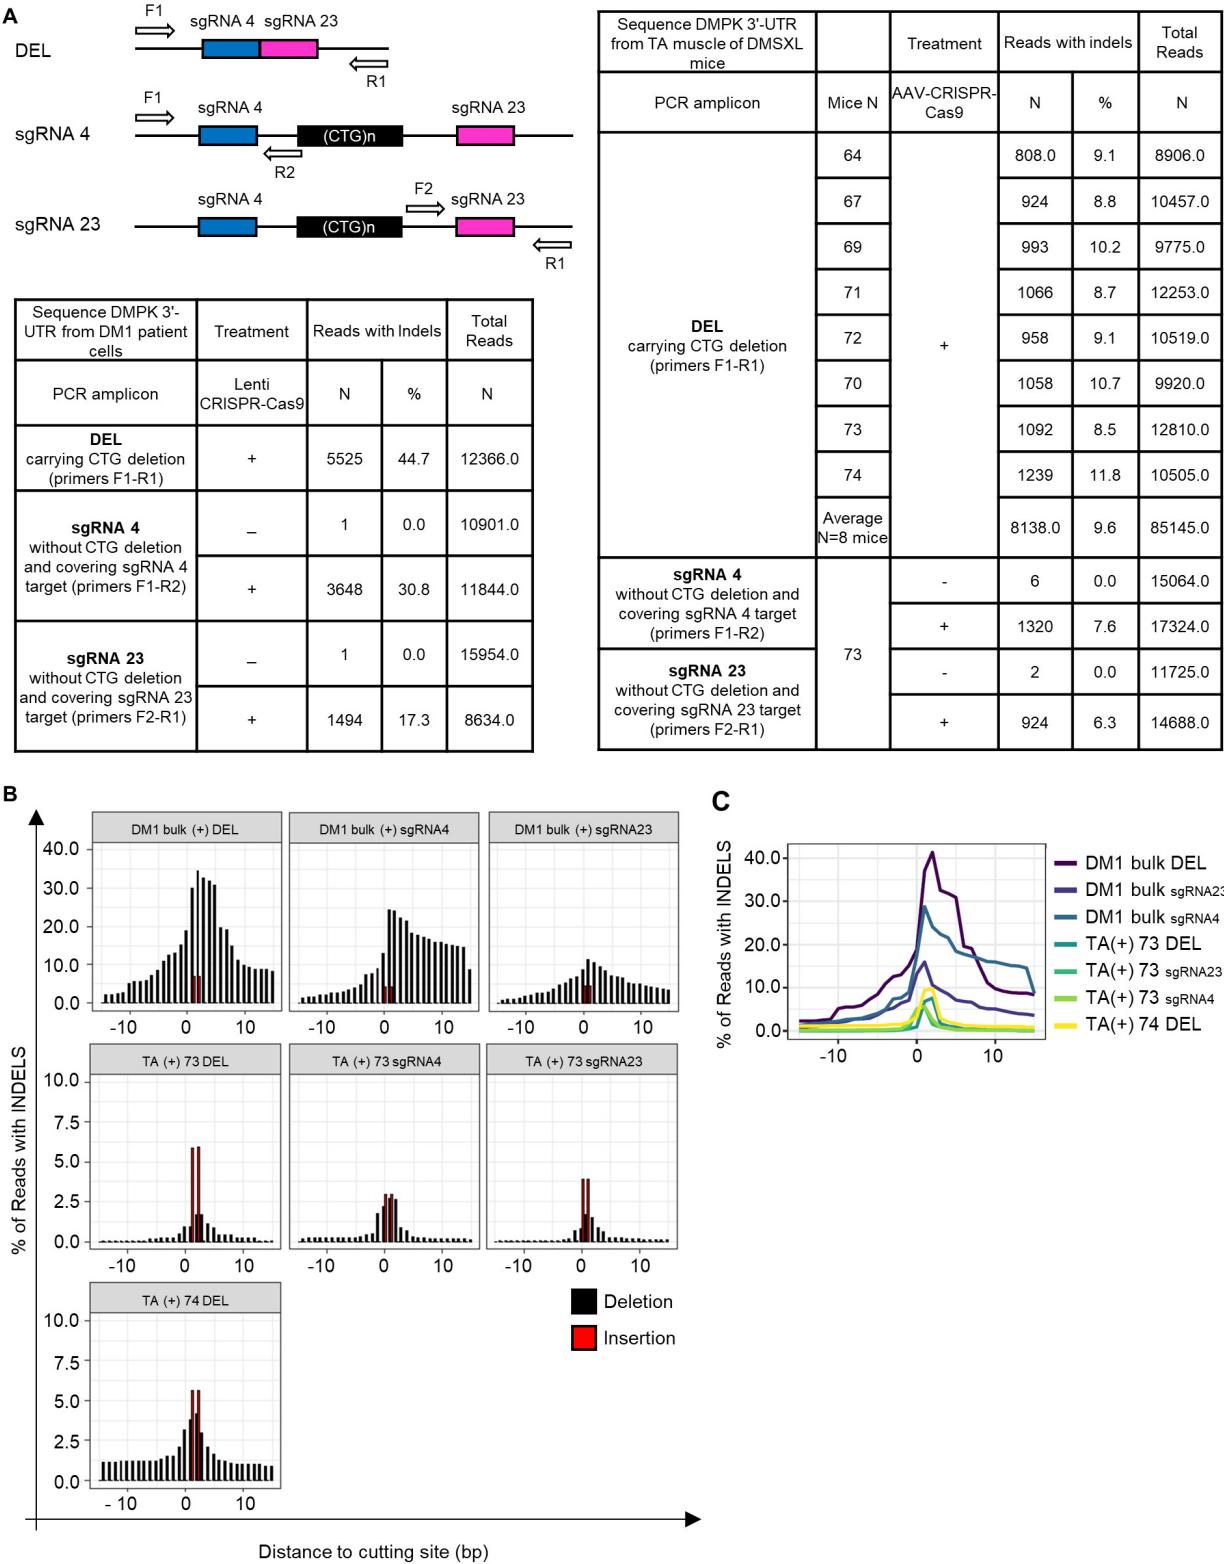 A
F1
sgRNA 4 sgRNA 23
DEL
R1
F1
sgRNA 4
sgRNA 23
sgRNA 4
(CTG)n
R2
F2
sgRNA 4
sgRNA 23
sgRNA 23
(CTG)n
R1
Sequence DMPK 3'-
UTR from DM1 patient
cells
Treatment
Reads with Indels
Total
Reads
PCR amplicon
Lenti
CRISPR-Cas9
N
%
N
DEL
carrying CTG deletion
(primers F1-R1)
+
5525
44.7
12366.0
sgRNA 4
without CTG deletion
and covering sgRNA 4
target (primers F1-R2)
_
1
0.0
10901.0
+
3648
30.8
11844.0
sgRNA 23
without CTG deletion
and covering sgRNA 23
target (primers F2-R1)
_
1
0.0
15954.0
+
1494
17.3
8634.0
Sequence DMPK 3'-UTR
from TA muscle of DMSXL
mice
Treatment
Reads with indels
Total
Reads
PCR amplicon
Mice N
AAV-CRISPR-
Cas9
N
%
N
DEL
carrying CTG deletion
(primers F1-R1)
+
64
808.0
9.1
8906.0
67
924
8.8
10457.0
69
993
10.2
9775.0
71
1066
8.7
12253.0
72
958
9.1
10519.0
70
1058
10.7
9920.0
73
1092
8.5
12810.0
74
1239
11.8
10505.0
Average
N=8 mice
8138.0
9.6
85145.0
sgRNA 4
without CTG deletion and
covering sgRNA 4 target
(primers F1-R2)
73
-
6
0.0
15064.0
+
1320
7.6
17324.0
sgRNA 23
without CTG deletion and
covering sgRNA 23 target
(primers F2-R1)
-
2
0.0
11725.0
+
924
6.3
14688.0
B
% of Reads with INDELS
DM1 bulk (+) DEL
DM1 bulk (+) sgRNA4
DM1 bulk (+) sgRNA23
40.0
30.0
20.0
10.0
0.0
-10 0 10
-10 0 10
-10 0 10
TA (+) 73 DEL
TA (+) 73 sgRNA4
TA (+) 73 sgRNA23
10.0
7.5
5.0
2.5
0.0
-10 0 10
-10 0 10
-10 0 10
TA (+) 74 DEL
10.0
7.5
5.0
2.5
0.0
- 10 0 10
Deletion
Insertion
Distance to cutting site (bp)
C
% of Reads with INDELS
40.0
30.0
20.0
10.0
0.0
-10 0 10
DM1 bulk DEL
DM1 bulk sgRNA23
DM1 bulk sgRNA4
TA(+) 73 DEL
TA(+) 73 sgRNA23
TA(+) 73 sgRNA4
TA(+) 74 DEL